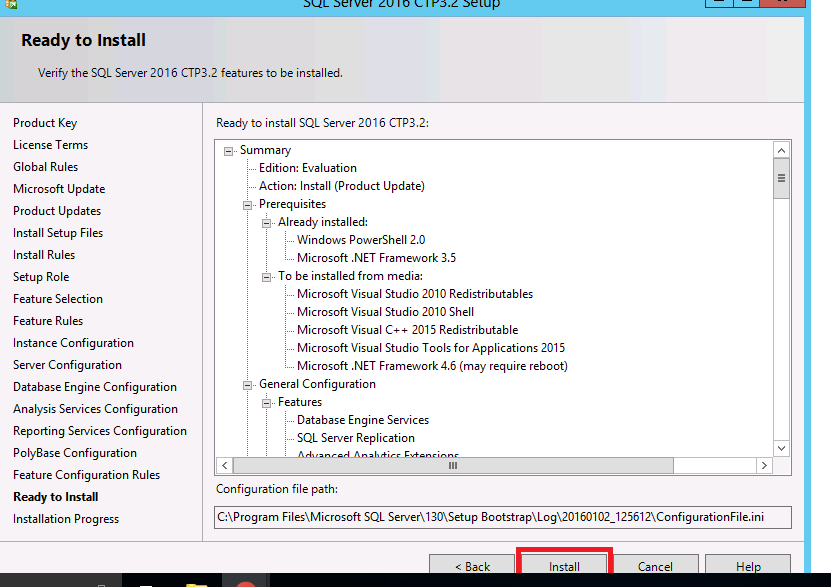 SQL Server 2016 CTP3.2 Setup
Ready to Install
Verify the SQL Server 2016 CTP3.2 features to be installed.
Product Key
License Terms
Global Rules
Microsoft Update
Product Updates
Install Setup Files
Install Rules
Setup Role
Feature Selection
Feature Rules
Instance Configuration
Server Configuration
Database Engine Configuration
Analysis Services Configuration
Reporting Services Configuration
PolyBase Configuration
Feature Configuration Rules
Ready to Install
Installation Progress
Ready to install SQL Server 2016 CTP3.2:
Summary
Edition: Evaluation
Action: Install (Product Update)
Prerequisites
Already installed:
Windows PowerShell 2.0
Microsoft .NET Framework 3.5
To be installed from media:
Microsoft Visual Studio 2010 Redistributables
Microsoft Visual Studio 2010 Shell
Microsoft Visual C++ 2015 Redistributable
Microsoft Visual Studio Tools for Applications 2015
Microsoft .NET Framework 4.6 (may require reboot)
General Configuration
Features
Database Engine Services
SQL Server Replication
Advanced Analytics Extensions
Configuration file path:
C:\Program Files\Microsoft SQL Server\130\Setup Bootstrap\Log\20160102_125612\ConfigurationFile.ini
< Back Install Cancel Help